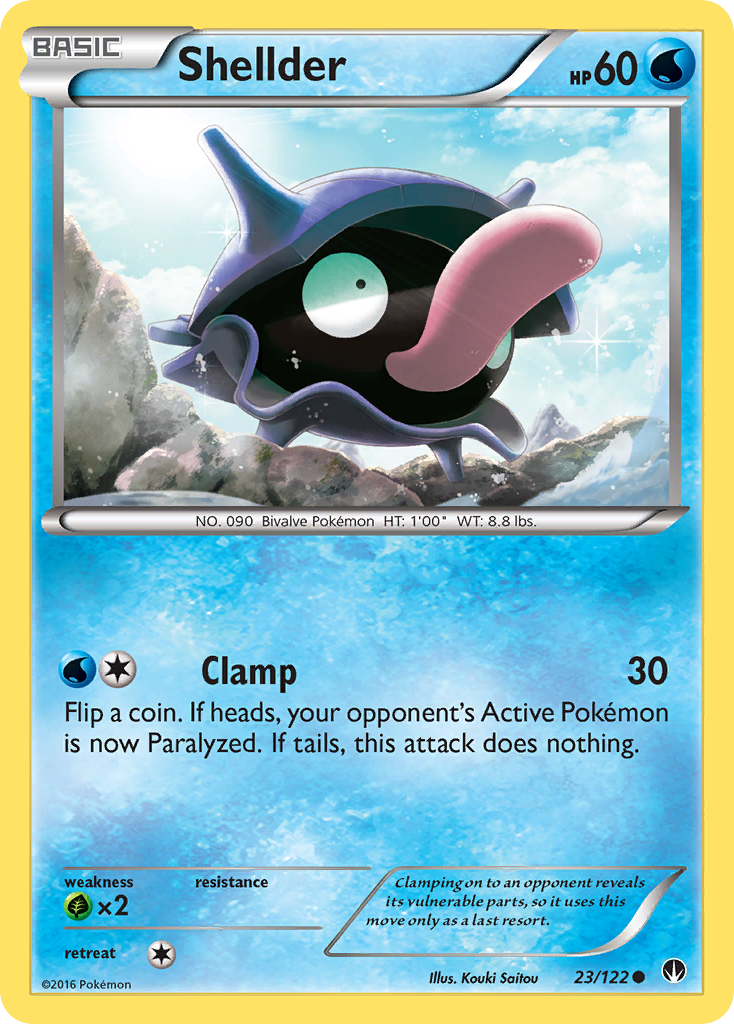 BASIC
Shellder
HP60
NO. 090 Bivalve Pokémon HT: 1'00" WT: 8.8 lbs.
Clamp 30
Flip a coin. If heads, your opponent's Active Pokémon
is now Paralyzed. If tails, this attack does nothing.
weakness resistance
×2
Clamping on to an opponent reveals
its vulnerable parts, so it uses this
move only as a last resort.
retreat
©2016 Pokémon
Illus. Kouki Saitou
23/122